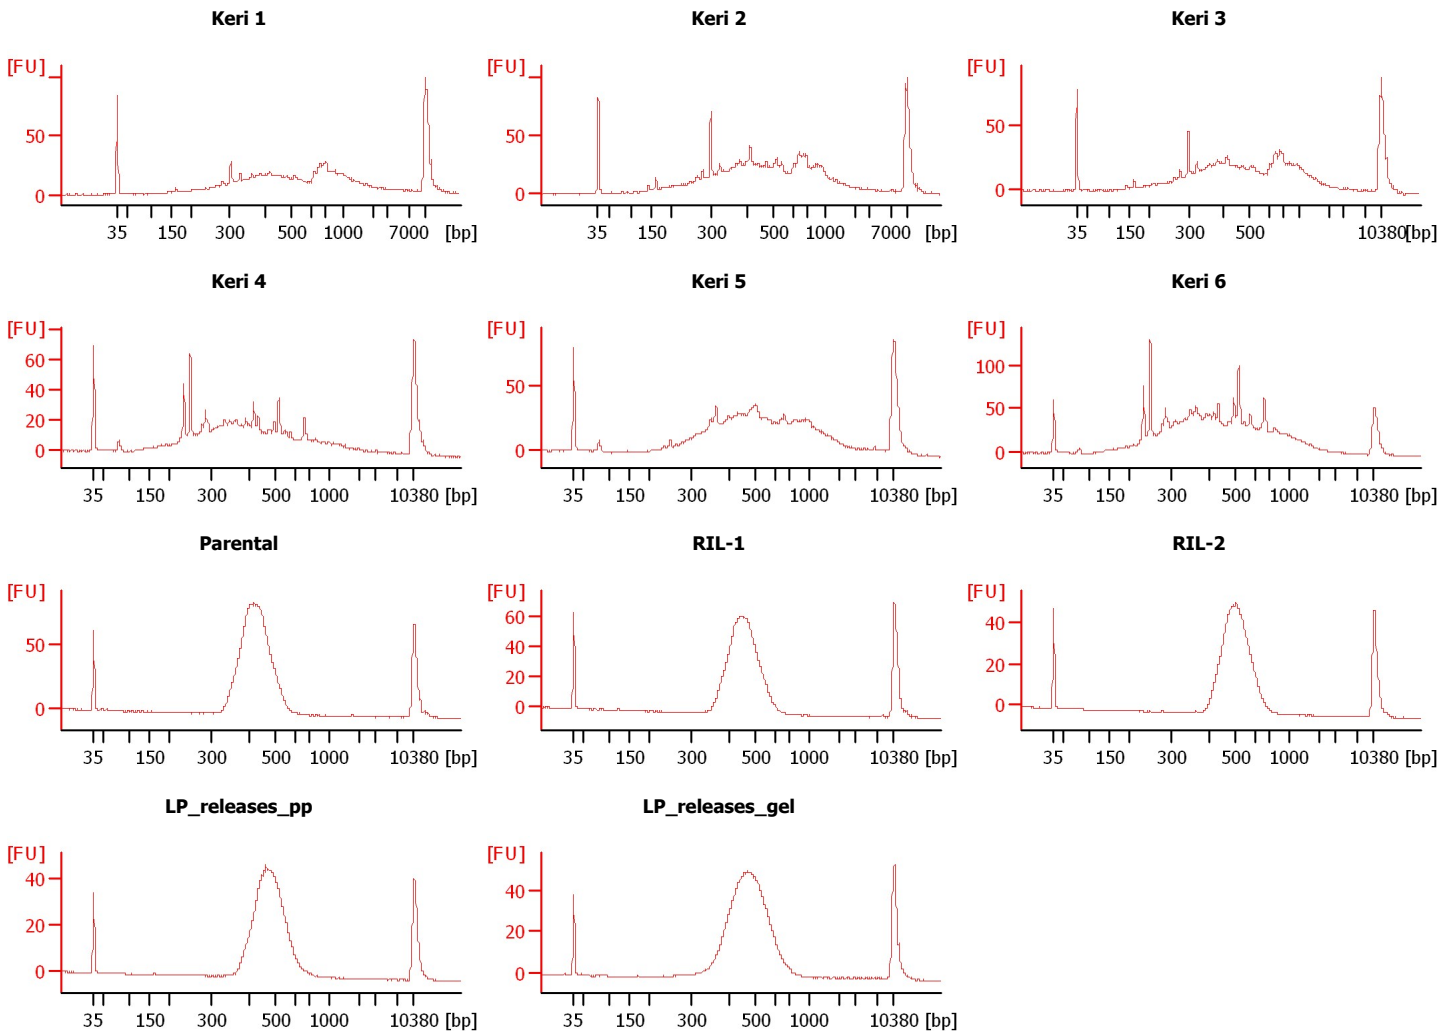 Keri 1 Keri 2 Keri 3
[FU] [FU] [FU]
50 50 50
0 0 0
35 150 300 500 1000 7000 [bp] 35 150 300 500 1000 7000 [bp] 35 150 300 500 10380 [bp]
Keri 4 Keri 5 Keri 6
[FU] [FU] [FU]
60 50 100
40 0 50
20 0
0
35 150 300 500 1000 10380 [bp] 35 150 300 500 1000 10380 [bp] 35 150 300 500 1000 10380 [bp]
Parental RIL-1 RIL-2
[FU] [FU] [FU]
50 60 40
0 40 20
20 0
0
35 150 300 500 1000 10380 [bp] 35 150 300 500 1000 10380 [bp] 35 150 300 500 1000 10380 [bp]
LP_releases_pp LP_releases_gel
[FU] [FU]
40 40
20 20
0 0
35 150 300 500 1000 10380 [bp] 35 150 300 500 1000 10380 [bp]